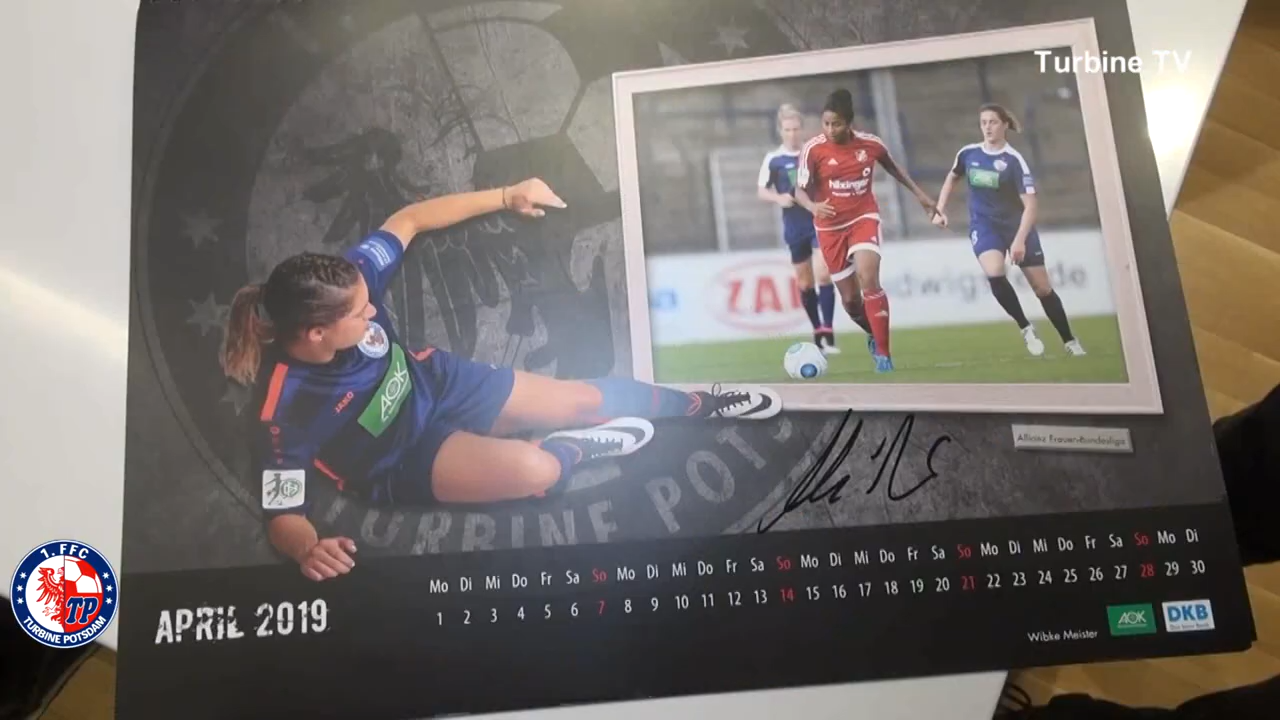 Turbine TV
hlxinger
ZAI
dwigs
de
AOK
JAKO
Allianz Frauen-Bundesliga
TURBINE POTS
Mo Di Mi Do Fr Sa So Mo Di Mi Do Fr Sa So Mo Di Mi Do Fr Sa So Mo Di Mi Do Fr Sa So Mo Di
1 2 3 4 5 6 7 8 9 10 11 12 13 14 15 16 17 18 19 20 21 22 23 24 25 26 27 28 29 30
APRIL 2019
Wibke Meister
AOK
DKB
1. FFC
TP
TURBINE POTSDAM